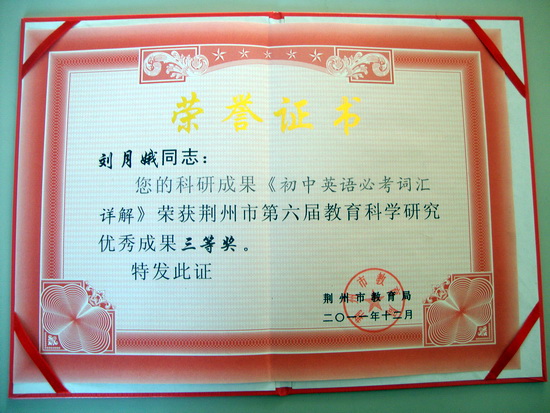 荣誉证书
刘月娥同志：
您的科研成果《初中英语必考词汇
详解》荣获荆州市第六届教育科学研究
优秀成果三等奖。
特发此证
荆州市教育局
二〇一一年十二月